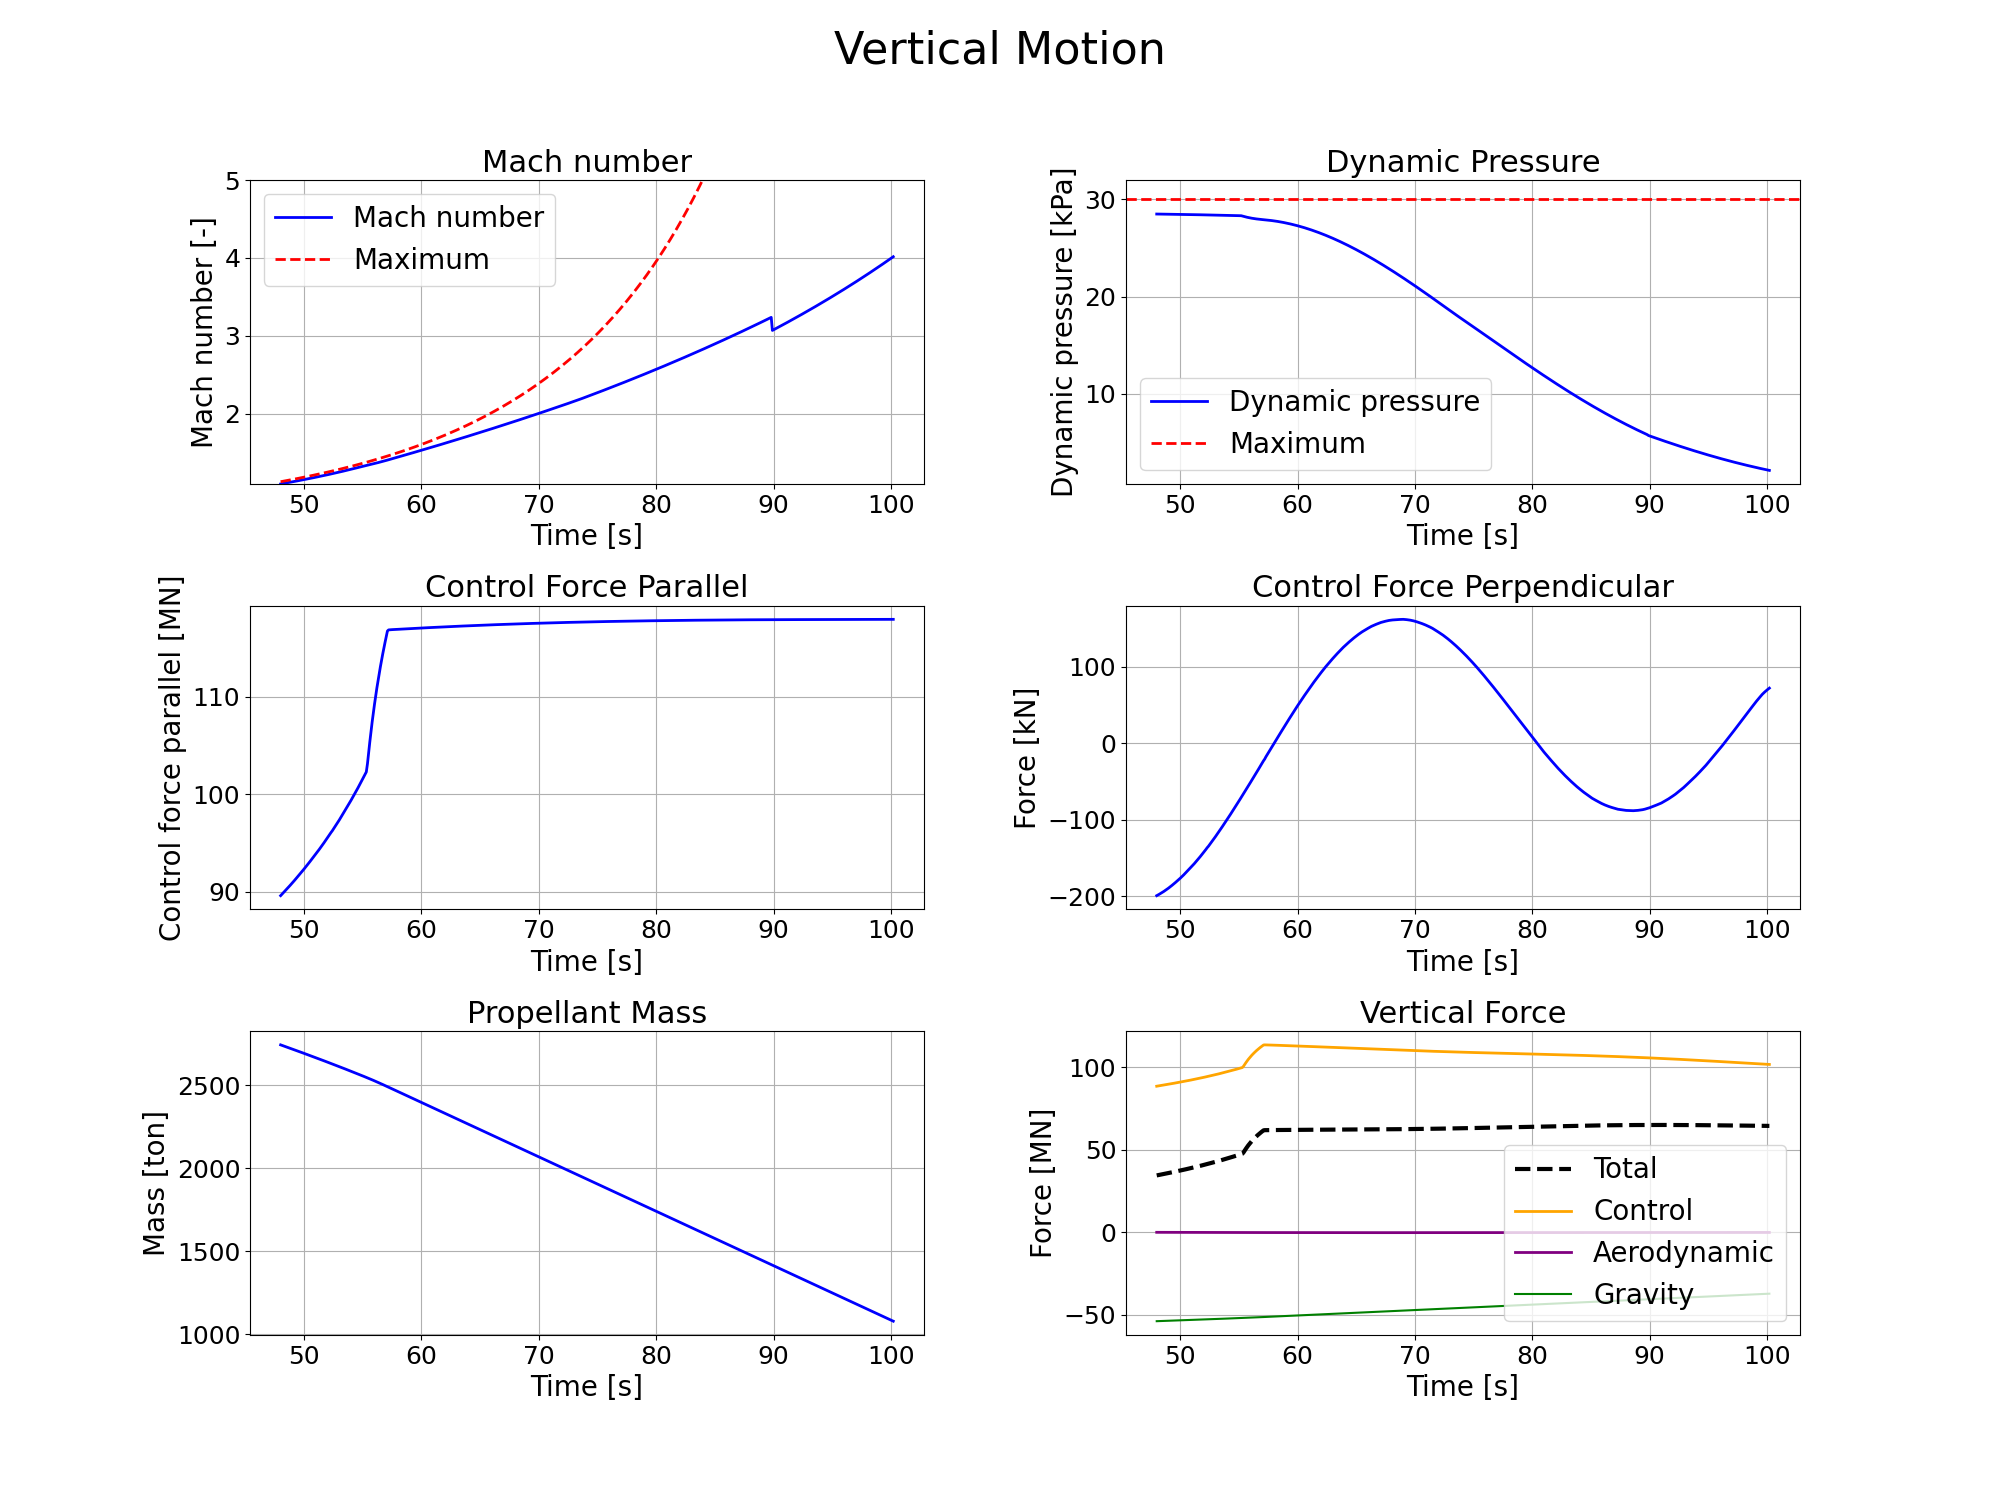 Vertical Motion
Mach number
Mach number [-]
5
4
3
2
Mach number
Maximum
50 60 70 80 90 100
Time [s]
Dynamic Pressure
Dynamic pressure [kPa]
30
20
10
Dynamic pressure
Maximum
50 60 70 80 90 100
Time [s]
Control Force Parallel
Control force parallel [MN]
110
100
90
50 60 70 80 90 100
Time [s]
Control Force Perpendicular
Force [kN]
100
0
−100
−200
50 60 70 80 90 100
Time [s]
Propellant Mass
Mass [ton]
2500
2000
1500
1000
50 60 70 80 90 100
Time [s]
Vertical Force
Force [MN]
100
50
0
−50
Total
Control
Aerodynamic
Gravity
50 60 70 80 90 100
Time [s]